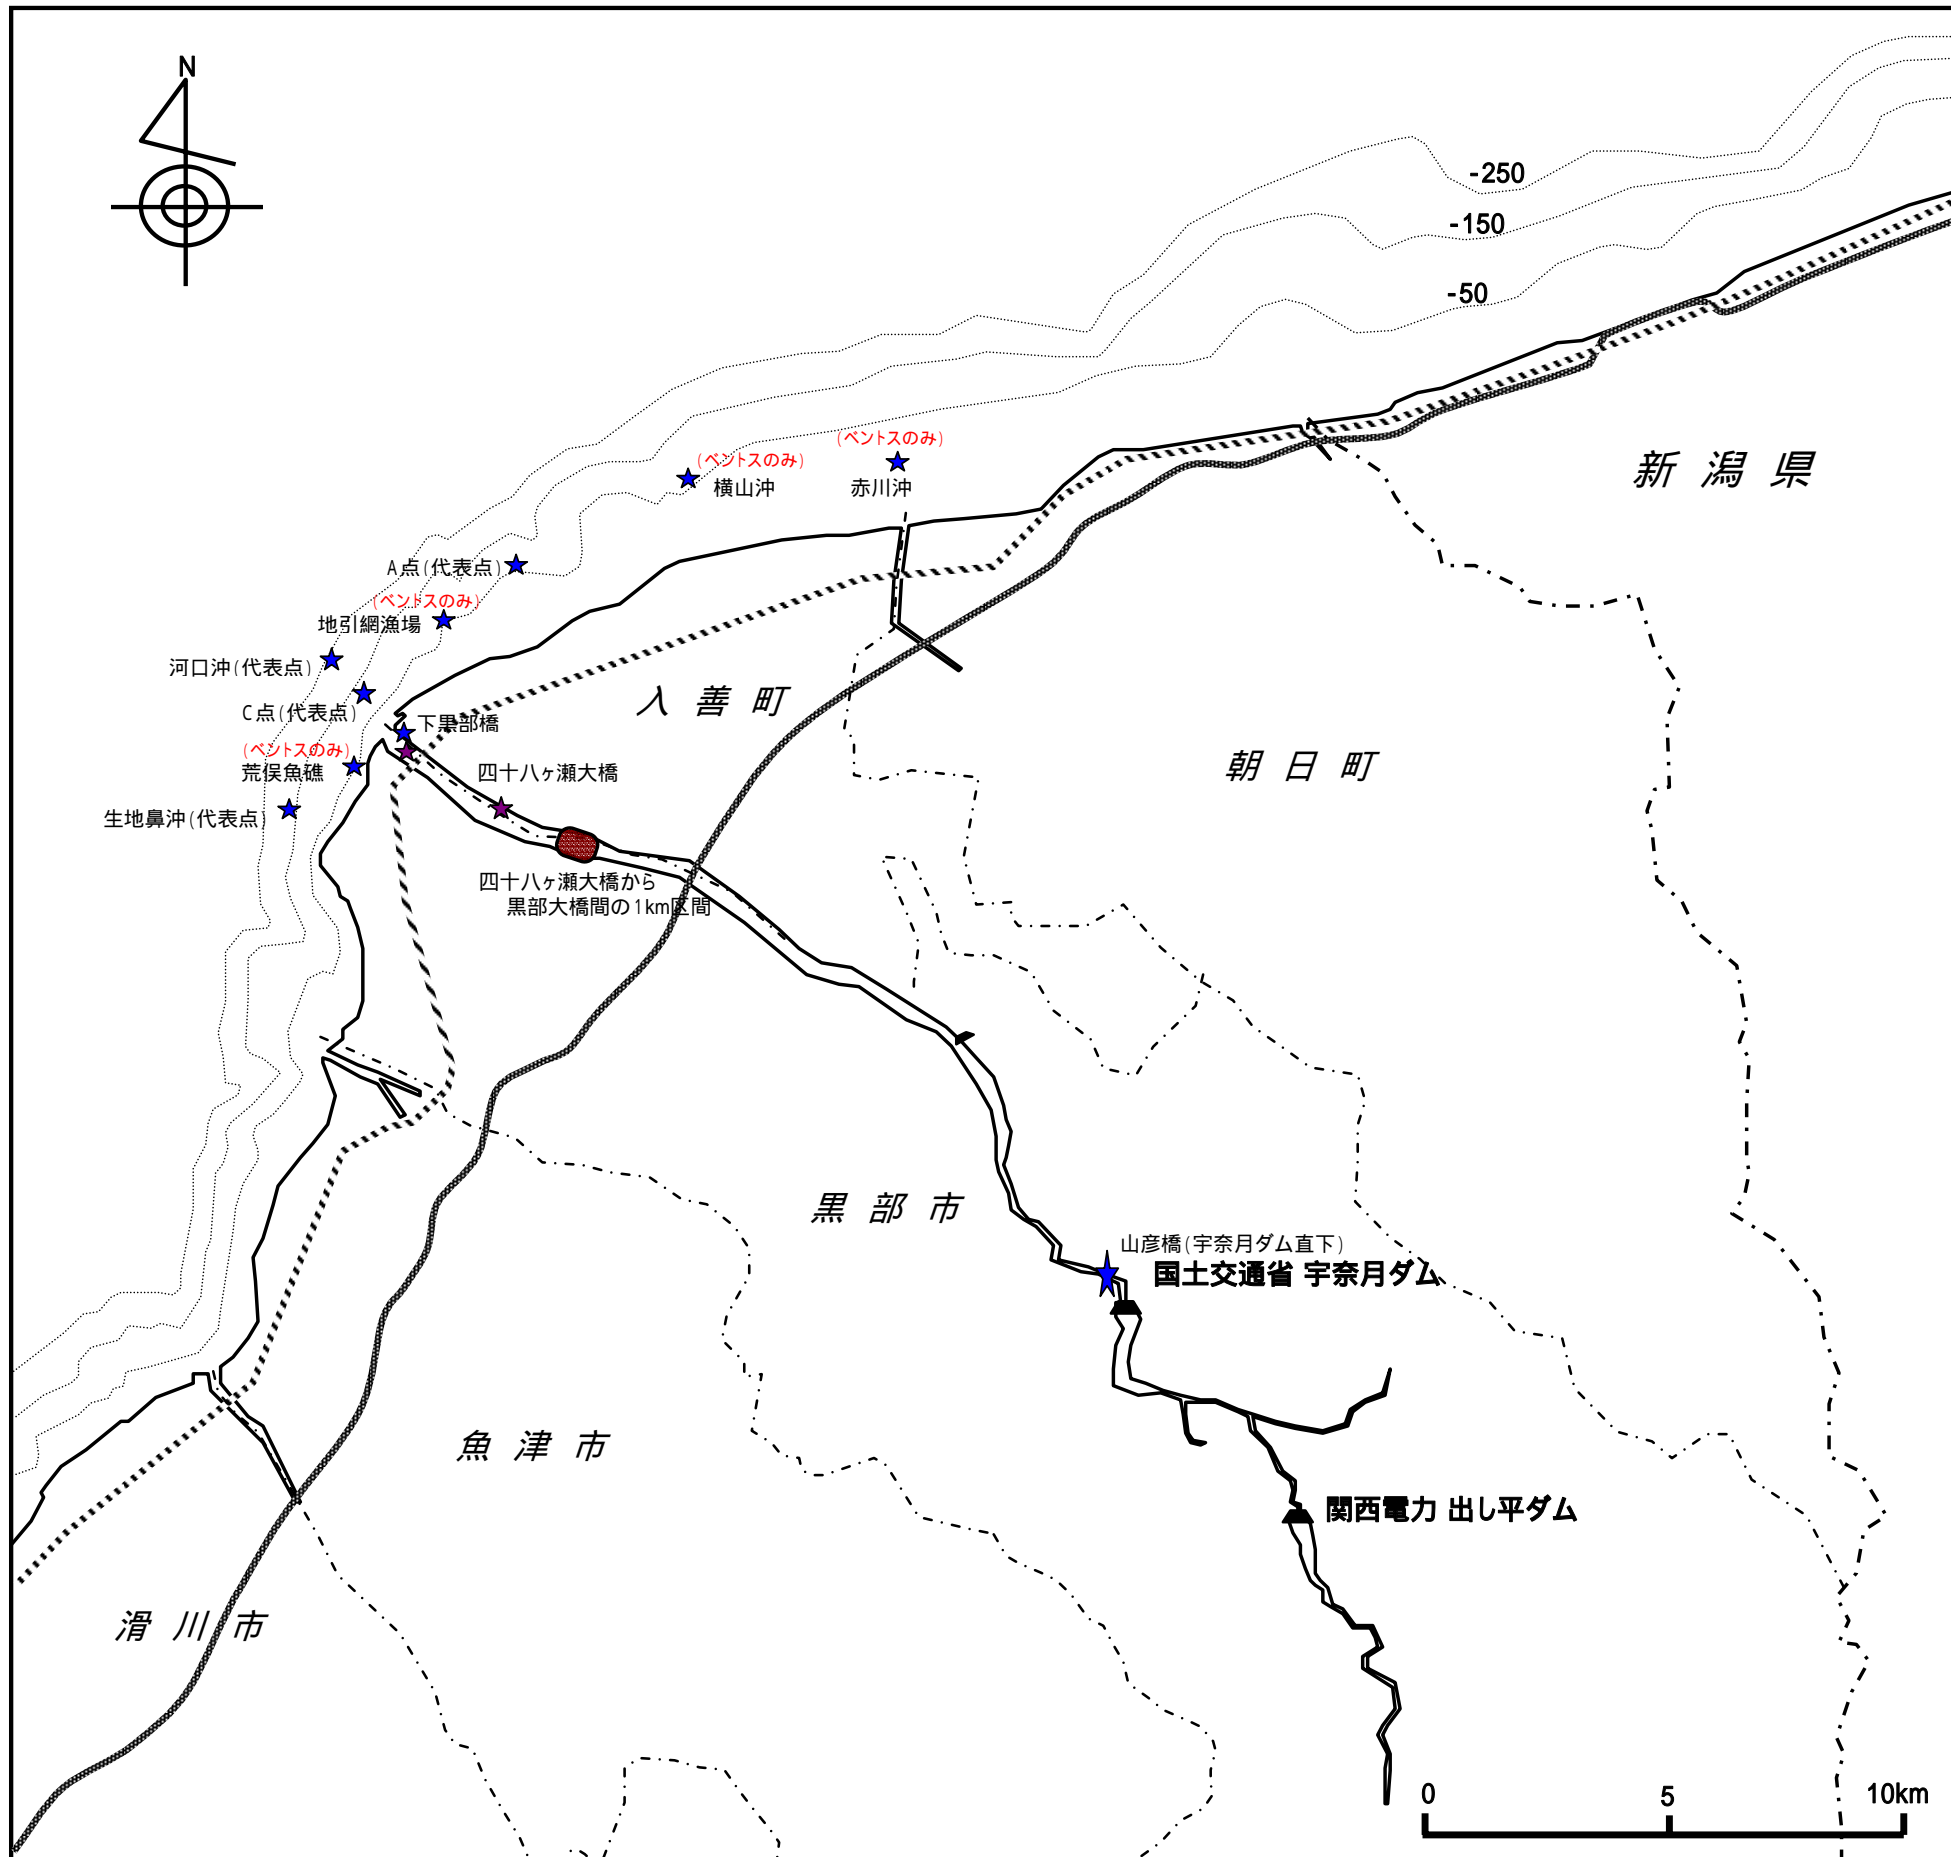 N
-250
-150
-50
(ベントスのみ)
赤川沖
(ベントスのみ)
横山沖
新潟県
A点(代表点)
(ベントスのみ)
地引網漁場
河口沖(代表点)
C点(代表点)
下黒部橋
(ベントスのみ)
荒俣魚礁
生地鼻沖(代表点)
入善町
朝日町
四十八ヶ瀬大橋
四十八ヶ瀬大橋から
黒部大橋間の1km区間
黒部市
山彦橋(宇奈月ダム直下)
国土交通省 宇奈月ダム
魚津市
関西電力 出し平ダム
滑川市
0 5 10km